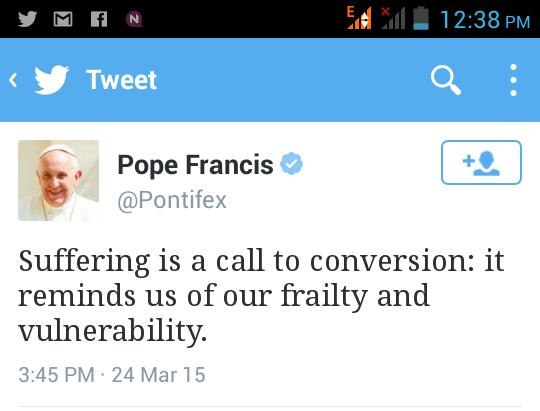 E 12:38 PM
Tweet
Pope Francis
@Pontifex
Suffering is a call to conversion: it
reminds us of our frailty and
vulnerability.
3:45 PM · 24 Mar 15